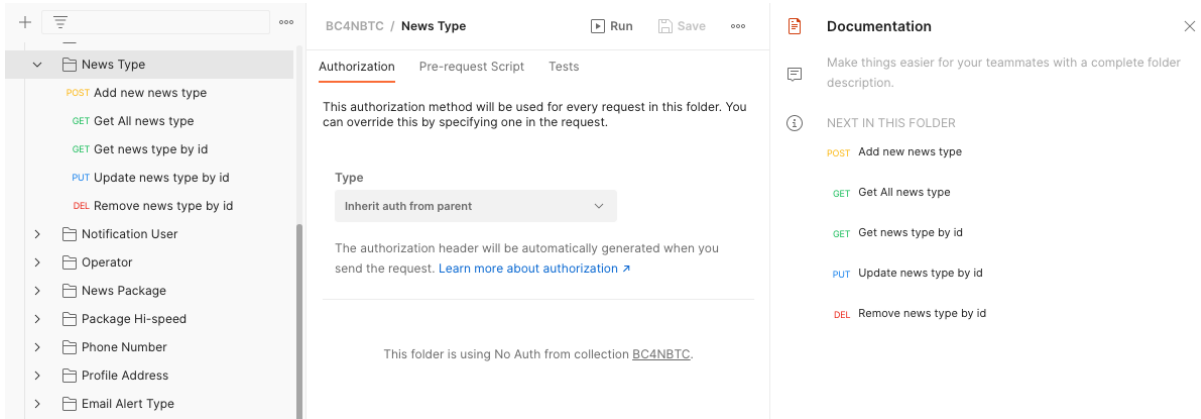 News Type
POST Add new news type
GET Get All news type
GET Get news type by id
PUT Update news type by id
DEL Remove news type by id
Notification User
Operator
News Package
Package Hi-speed
Phone Number
Profile Address
Email Alert Type
BC4NBTC / News Type
Run
Save
Authorization
Pre-request Script
Tests
This authorization method will be used for every request in this folder. You
can override this by specifying one in the request.
Type
Inherit auth from parent
The authorization header will be automatically generated when you
send the request. Learn more about authorization ↗
This folder is using No Auth from collection BC4NBTC.
Documentation
Make things easier for your teammates with a complete folder
description.
NEXT IN THIS FOLDER
POST Add new news type
GET Get All news type
GET Get news type by id
PUT Update news type by id
DEL Remove news type by id